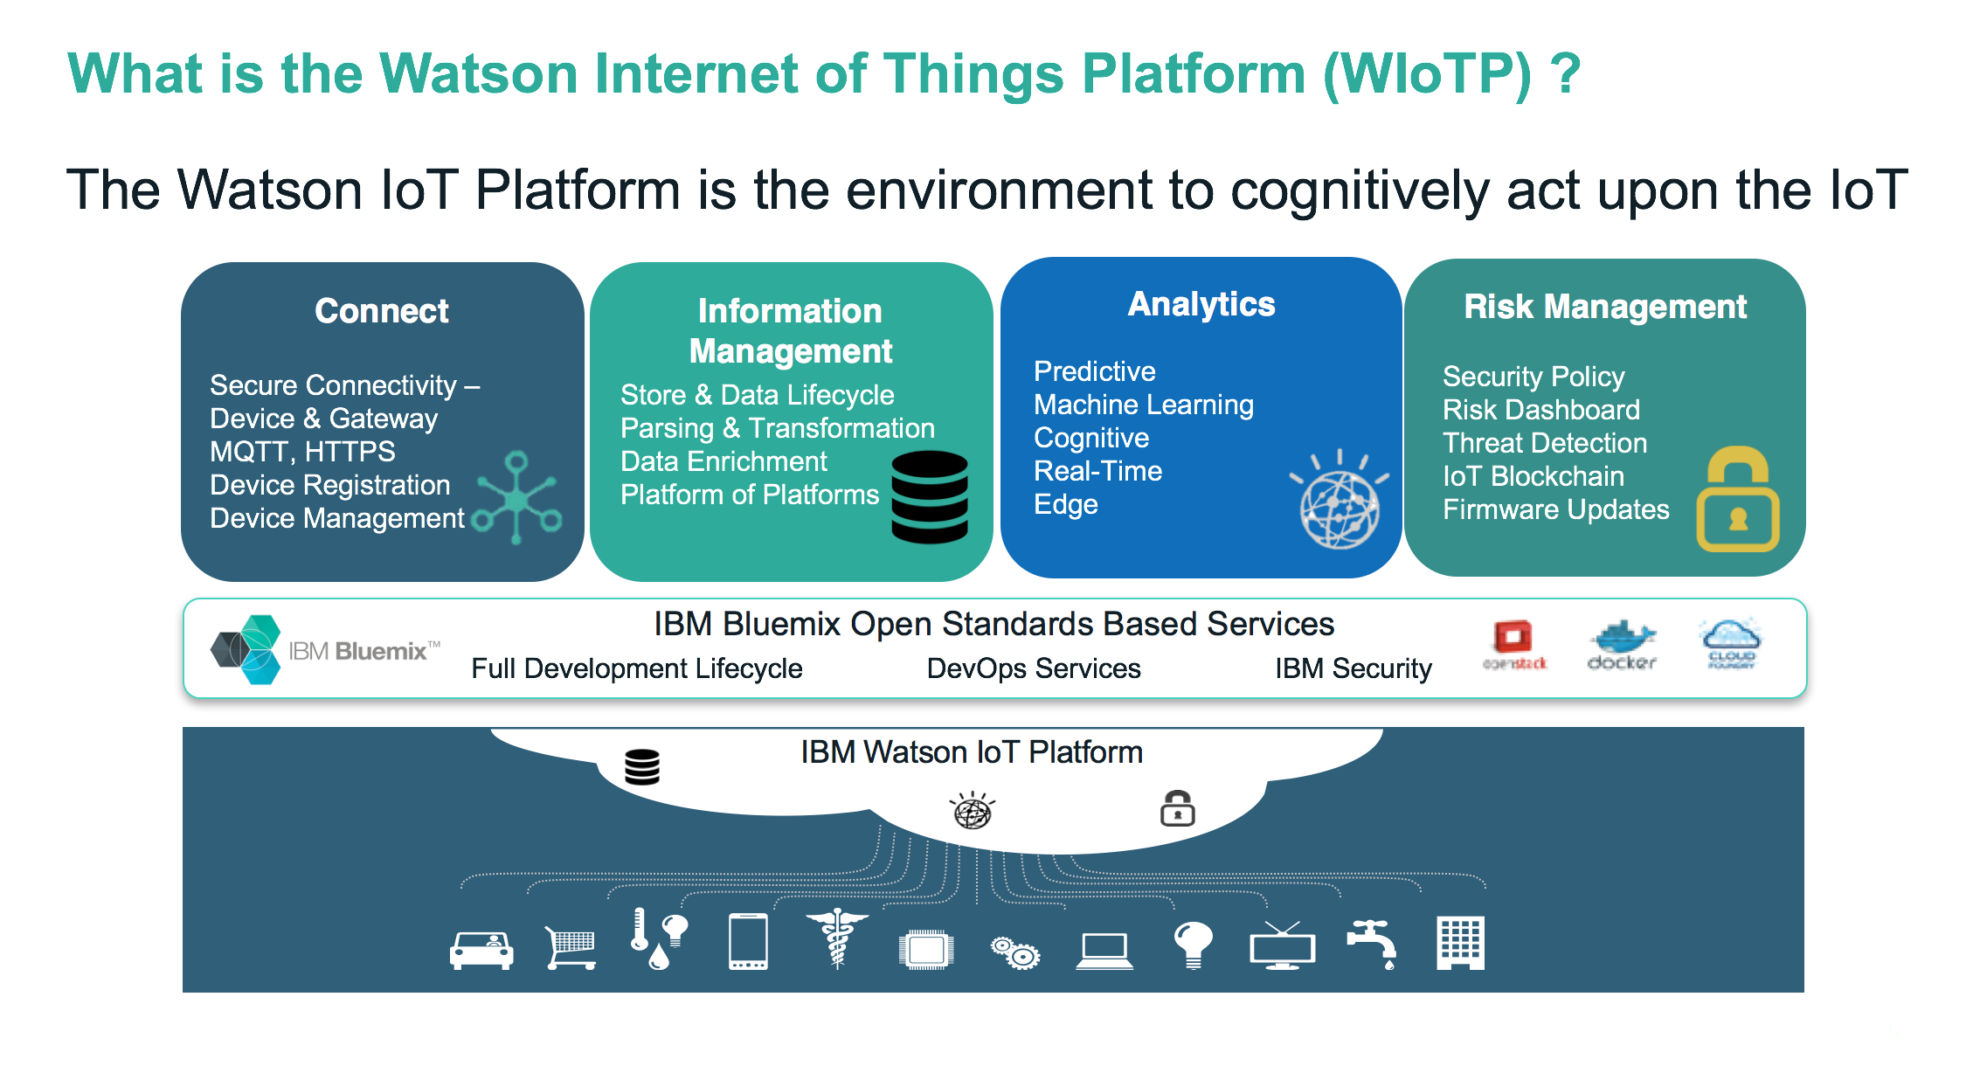 What is the Watson Internet of Things Platform (WIoTP) ?
The Watson IoT Platform is the environment to cognitively act upon the IoT
Connect
Secure Connectivity –
Device & Gateway
MQTT, HTTPS
Device Registration
Device Management
Information
Management
Store & Data Lifecycle
Parsing & Transformation
Data Enrichment
Platform of Platforms
Analytics
Predictive
Machine Learning
Cognitive
Real-Time
Edge
Risk Management
Security Policy
Risk Dashboard
Threat Detection
IoT Blockchain
Firmware Updates
IBM Bluemix™
IBM Bluemix Open Standards Based Services
Full Development Lifecycle
DevOps Services
IBM Security
openstack
docker
CLOUD
FOUNDRY
IBM Watson IoT Platform